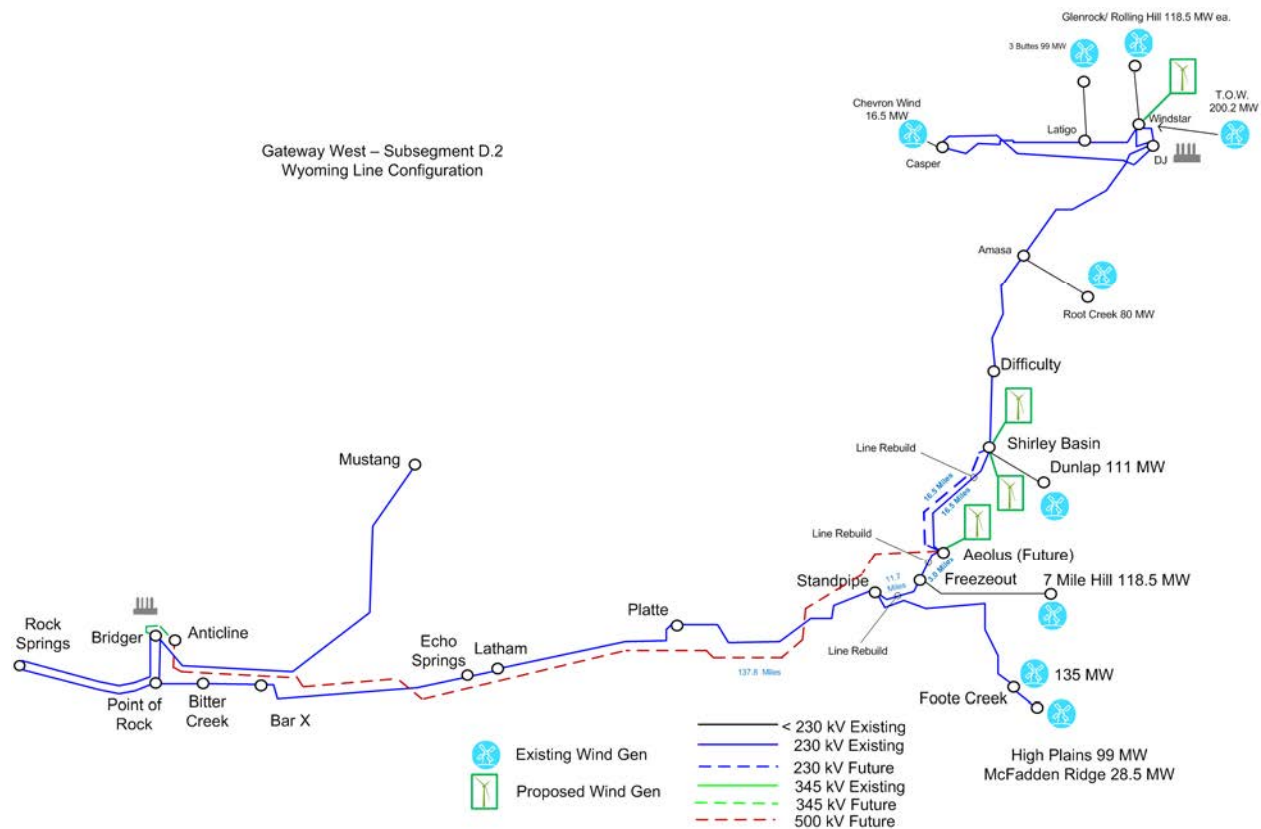 Glenrock/ Rolling Hill 118.5 MW ea.
3 Buttes 99 MW
T.O.W.
200.2 MW
Chevron Wind
16.5 MW
Windstar
Latigo
Casper
DJ
Gateway West – Subsegment D.2
Wyoming Line Configuration
Amasa
Root Creek 80 MW
Difficulty
Line Rebuild
Shirley Basin
Mustang
Dunlap 111 MW
16.5 Miles
16.5 Miles
Line Rebuild
Aeolus (Future)
3.0 Miles
11.7
Miles
Standpipe
Freezeout
7 Mile Hill 118.5 MW
Platte
Rock
Springs
Bridger
Anticline
Echo
Springs
Latham
Line Rebuild
137.8 Miles
135 MW
Point of
Rock
Bitter
Creek
Bar X
Foote Creek
< 230 kV Existing
230 kV Existing
230 kV Future
345 kV Existing
345 kV Future
500 kV Future
Existing Wind Gen
Proposed Wind Gen
High Plains 99 MW
McFadden Ridge 28.5 MW